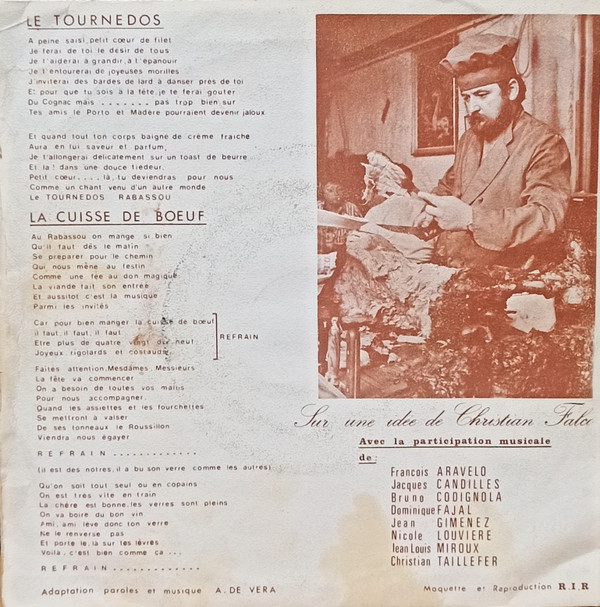 LE TOURNEDOS
A peine saisi, petit cœur de filet
Je ferai de toi le désir de tous
Je t'aiderai à grandir, à t'épanouir
Je t'entourerai de joyeuses morilles
J'inviterai des bardes de lard à danser près de toi
Et pour que tu sois à la fête, je te ferai gouter
Du Cognac mais ....... pas trop bien sur
Tes amis le Porto et Madère pourraient devenir jaloux
Et quand tout ton corps baigne de crème fraiche
Aura en lui saveur et parfum,
Je t'allongerai délicatement sur un toast de beurre
Et la! dans une douce tiédeur,
Petit cœur.... là, tu deviendras pour nous
Comme un chant venu d'un autre monde
Le TOURNEDOS RABASSOU
LA CUISSE DE BŒUF
Au Rabassou on mange si bien
Qu'il faut dés le matin
Se préparer pour le chemin
Qui nous mène au festin
Comme une fée au don magique
La viande fait son entrée
Et aussitot c'est la musique
Parmi les invités
Car pour bien manger la cuisse de bœuf
il faut, il faut, il faut
Etre plus de quatre vingt dix neuf
Joyeux rigolards et costauds
REFRAIN
Faites attention, Mesdames, Messieurs
La fête va commencer
On a besoin de toutes vos mains
Pour nous accompagner.
Quand les assiettes et les fourchettes
Se mettront à valser
De ses tonneaux le Roussillon
Viendra nous égayer
REFRAIN.............
(il est des notres, il a bu son verre comme les autres)
Qu'on soit tout seul ou en copains
On est très vite en train
La chère est bonne, les verres sont pleins
On va boire du bon vin
Ami, ami lève donc ton verre
Ne le renverse pas
Et porte le, là sur tes lèvres
Voila, c'est bien comme ça ...
REFRAIN.............
Adaptation paroles et musique A. DE VERA
Sur une idée de Christian Falco
Avec la participation musicale
de:
Francois ARAVELO
Jacques CANDILLES
Bruno CODIGNOLA
Dominique FAJAL
Jean GIMENEZ
Nicole LOUVIERE
Jean Louis MIROUX
Christian TAILLEFER
Maquette et Reproduction R.I.R